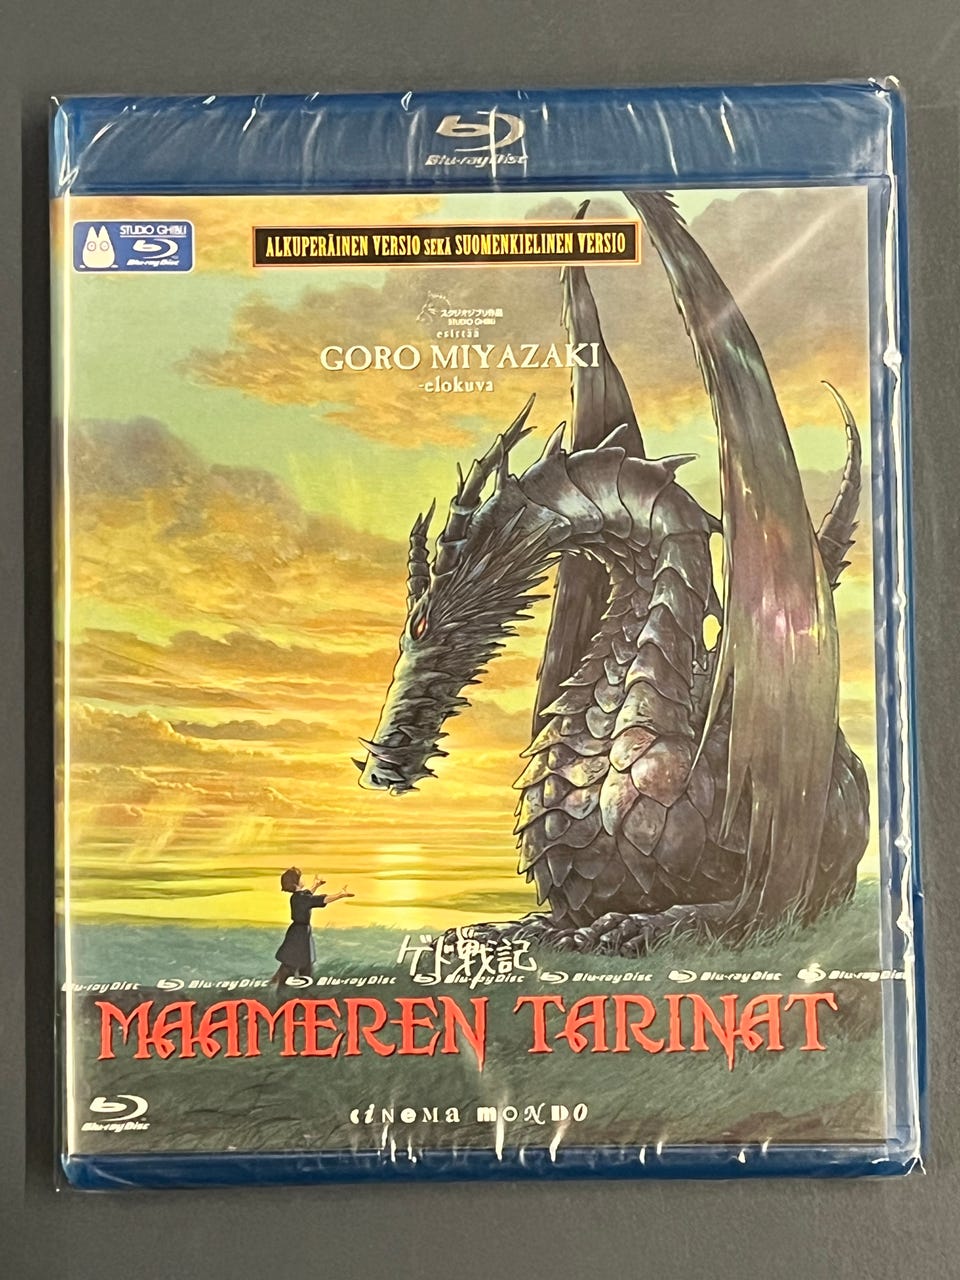 Blu-ray Disc
STUDIO GHIBLI
Blu-ray Disc
ALKUPERÄINEN VERSIO SEKÄ SUOMENKIELINEN VERSIO
スタジオジブリ作品
STUDIO GHIBLI
esittää
GORO MIYAZAKI
-elokuva
ゲド戦記
Blu-ray Disc Blu-ray Disc Blu-ray Disc Blu-ray Disc Blu-ray Disc Blu-ray Disc Blu-ray Disc
MAAMEREN TARINAT
Blu-ray Disc
CiNeMa MONDO